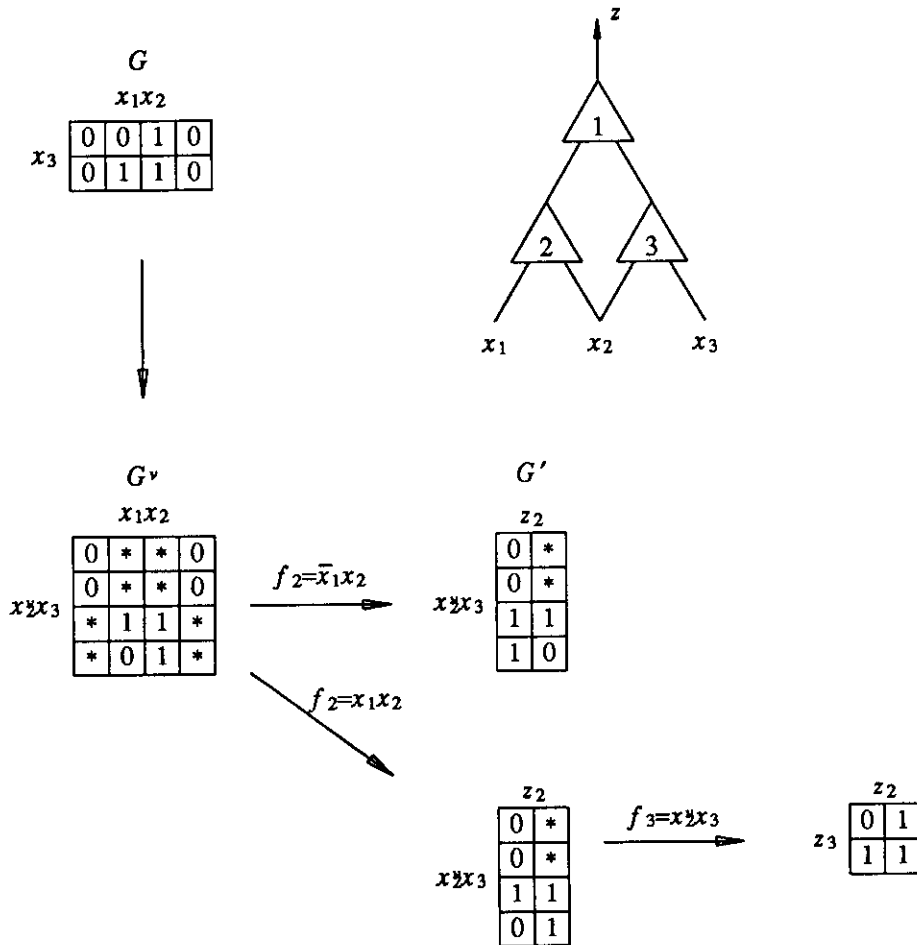 G
x₁x₂
x₃
0 0 1 0
0 1 1 0
z
1
2
3
x₁ x₂ x₃
Gᵛ
x₁x₂
x₂ᵛx₃
0 * * 0
0 * * 0
* 1 1 *
* 0 1 *
f₂=x̄₁x₂
G′
z₂
x₂ᵛx₃
0 *
0 *
1 1
1 0
f₂=x₁x₂
z₂
x₂ᵛx₃
0 *
0 *
1 1
0 1
f₃=x₂ᵛx₃
z₂
z₃
0 1
1 1